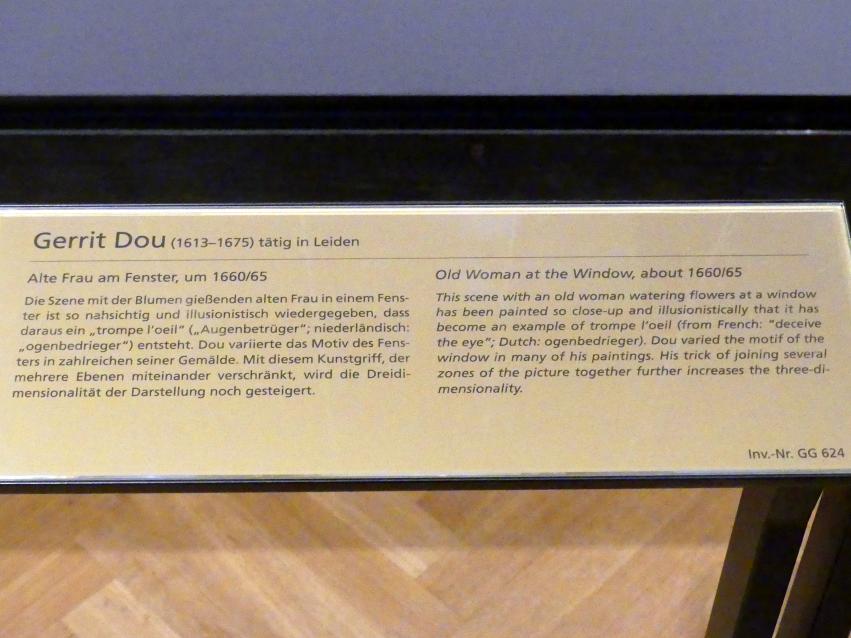 Gerrit Dou (1613–1675) tätig in Leiden
Alte Frau am Fenster, um 1660/65
Die Szene mit der Blumen gießenden alten Frau in einem Fens-
ter ist so nahsichtig und illusionistisch wiedergegeben, dass
daraus ein „trompe l'oeil“ („Augenbetrüger“; niederländisch:
„ogenbedrieger“) entsteht. Dou variierte das Motiv des Fens-
ters in zahlreichen seiner Gemälde. Mit diesem Kunstgriff, der
mehrere Ebenen miteinander verschränkt, wird die Dreidi-
mensionalität der Darstellung noch gesteigert.
Old Woman at the Window, about 1660/65
This scene with an old woman watering flowers at a window
has been painted so close-up and illusionistically that it has
become an example of trompe l'oeil (from French: "deceive
the eye"; Dutch: ogenbedrieger). Dou varied the motif of the
window in many of his paintings. His trick of joining several
zones of the picture together further increases the three-di-
mensionality.
Inv.-Nr. GG 624